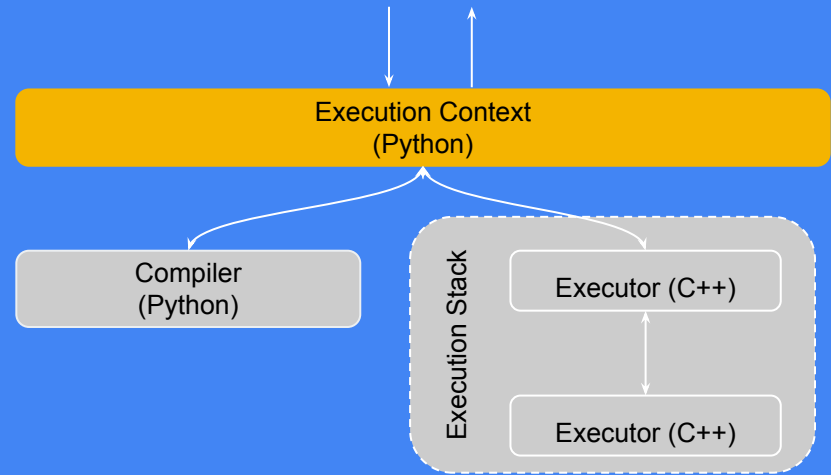 Execution Context
(Python)
Compiler
(Python)
Execution Stack
Executor (C++)
Executor (C++)